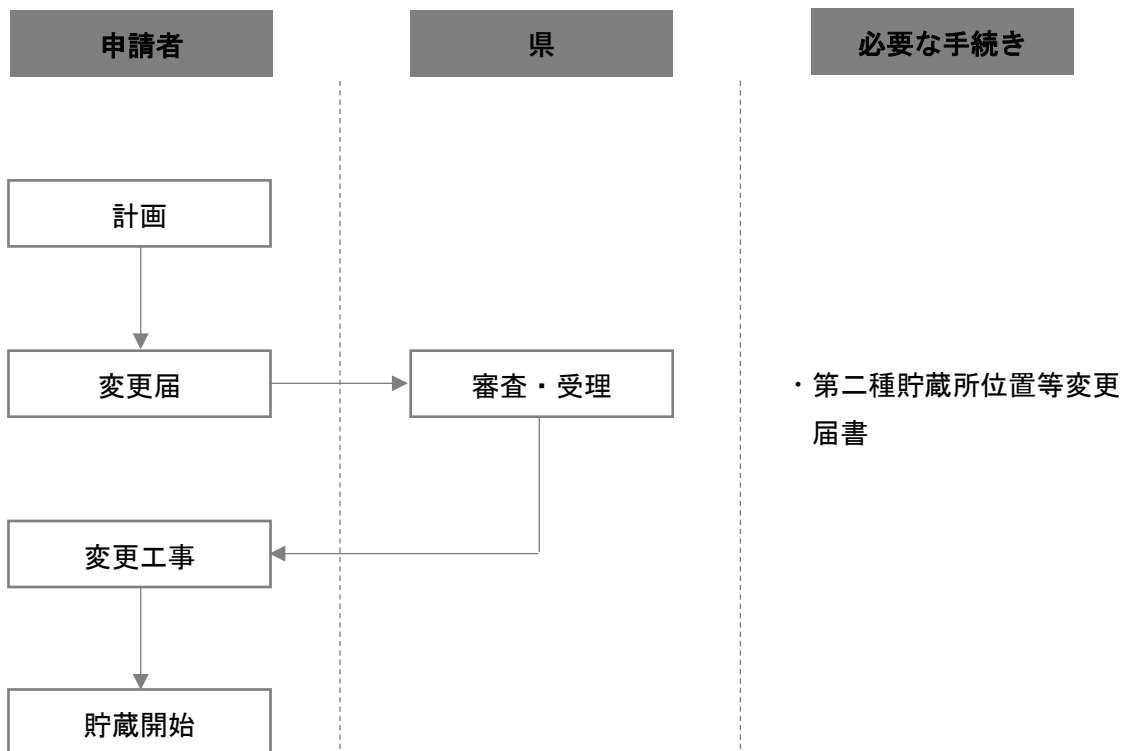 申請者
県
必要な手続き
計画
変更届
審査・受理
・第二種貯蔵所位置等変更
届書
変更工事
貯蔵開始